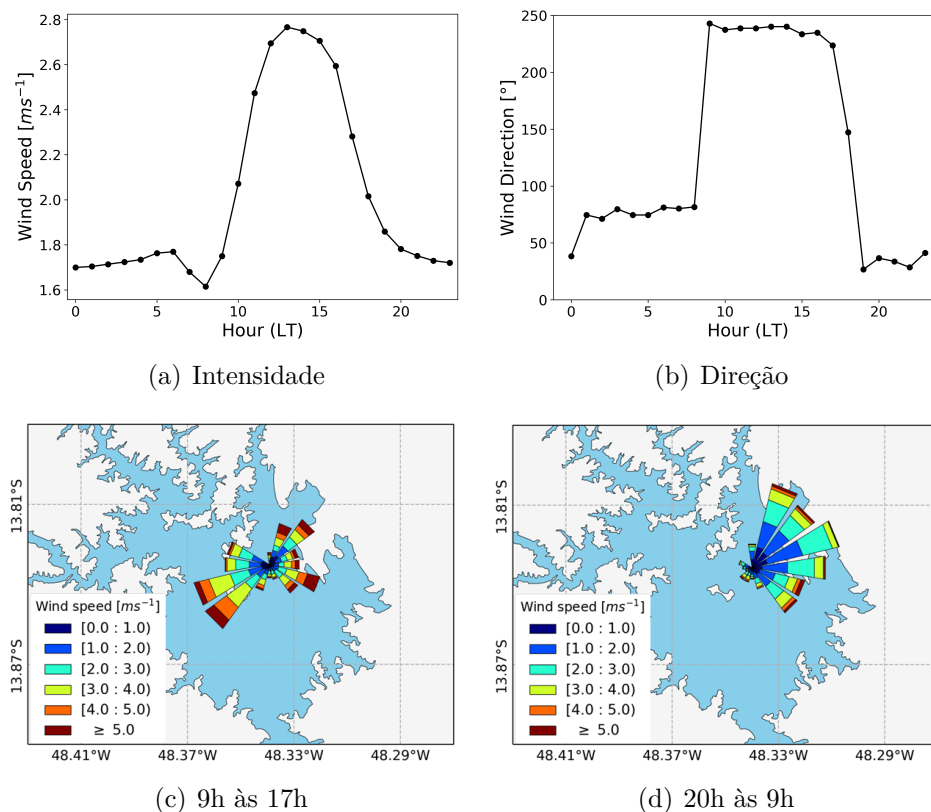 2.8
2.6
2.4
2.2
2.0
1.8
1.6
Wind Speed [ms⁻¹]
0 5 10 15 20
Hour (LT)
(a) Intensidade
250
200
150
100
50
0
Wind Direction [°]
0 5 10 15 20
Hour (LT)
(b) Direção
13.81°S
13.87°S
Wind speed [ms⁻¹]
[0.0 : 1.0)
[1.0 : 2.0)
[2.0 : 3.0)
[3.0 : 4.0)
[4.0 : 5.0)
≥ 5.0
48.41°W 48.37°W 48.33°W 48.29°W
(c) 9h às 17h
13.81°S
13.87°S
Wind speed [ms⁻¹]
[0.0 : 1.0)
[1.0 : 2.0)
[2.0 : 3.0)
[3.0 : 4.0)
[4.0 : 5.0)
≥ 5.0
48.41°W 48.37°W 48.33°W 48.29°W
(d) 20h às 9h